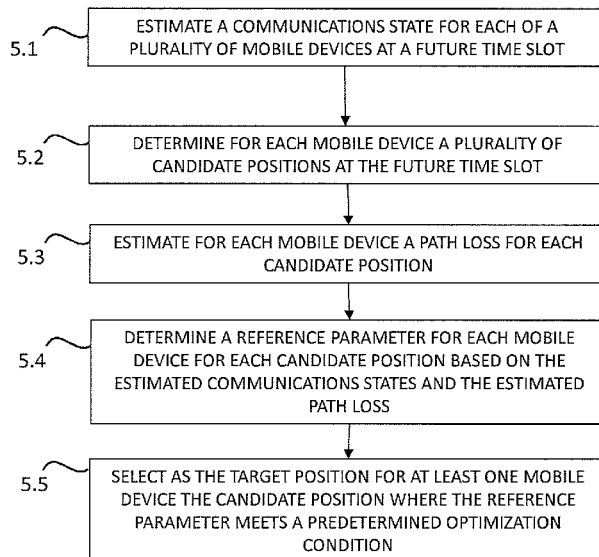 5.1
ESTIMATE A COMMUNICATIONS STATE FOR EACH OF A
PLURALITY OF MOBILE DEVICES AT A FUTURE TIME SLOT
5.2
DETERMINE FOR EACH MOBILE DEVICE A PLURALITY OF
CANDIDATE POSITIONS AT THE FUTURE TIME SLOT
5.3
ESTIMATE FOR EACH MOBILE DEVICE A PATH LOSS FOR EACH
CANDIDATE POSITION
5.4
DETERMINE A REFERENCE PARAMETER FOR EACH MOBILE
DEVICE FOR EACH CANDIDATE POSITION BASED ON THE
ESTIMATED COMMUNICATIONS STATES AND THE ESTIMATED
PATH LOSS
5.5
SELECT AS THE TARGET POSITION FOR AT LEAST ONE MOBILE
DEVICE THE CANDIDATE POSITION WHERE THE REFERENCE
PARAMETER MEETS A PREDETERMINED OPTIMIZATION
CONDITION